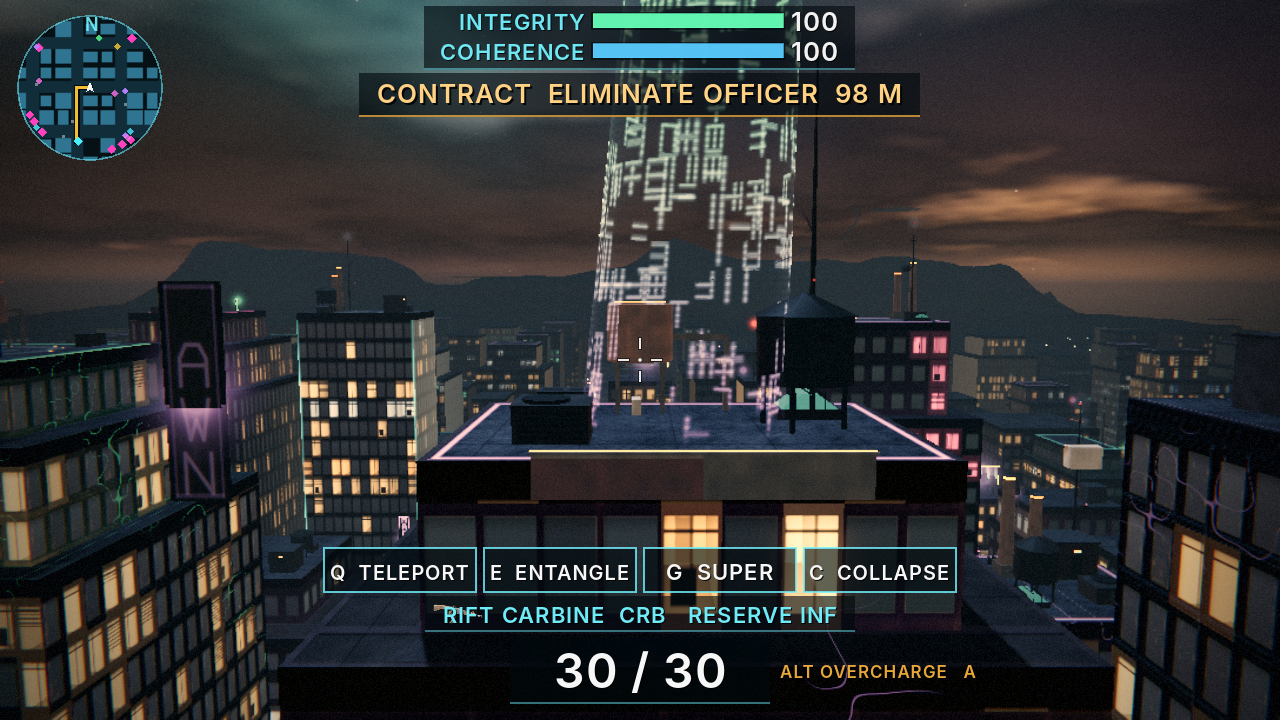 N
INTEGRITY 100
COHERENCE 100
CONTRACT ELIMINATE OFFICER 98 M
AWN
Q TELEPORT
E ENTANGLE
G SUPER
C COLLAPSE
RIFT CARBINE CRB RESERVE INF
30 / 30
ALT OVERCHARGE A